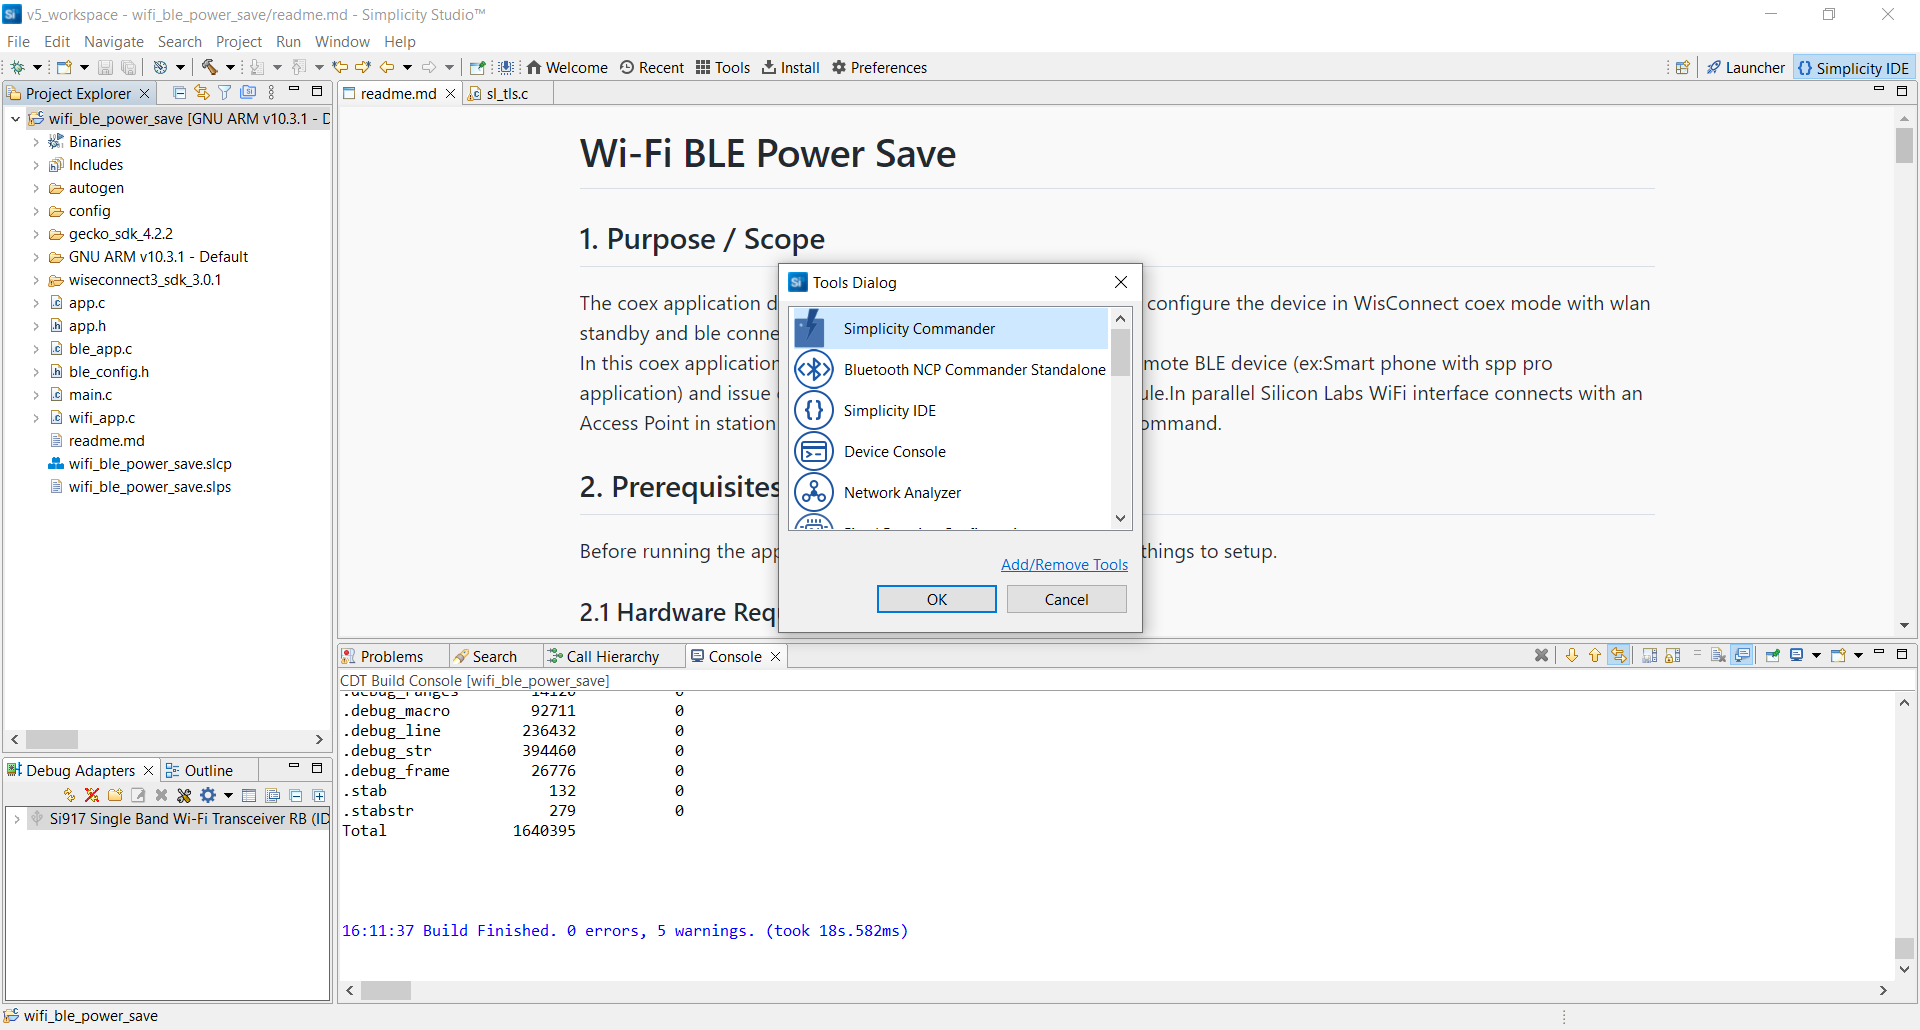 v5_workspace - wifi_ble_power_save/readme.md - Simplicity Studio™
File Edit Navigate Search Project Run Window Help
Welcome Recent Tools Install Preferences
Launcher Simplicity IDE
Project Explorer
wifi_ble_power_save [GNU ARM v10.3.1 - D
Binaries
Includes
autogen
config
gecko_sdk_4.2.2
GNU ARM v10.3.1 - Default
wiseconnect3_sdk_3.0.1
app.c
app.h
ble_app.c
ble_config.h
main.c
wifi_app.c
readme.md
wifi_ble_power_save.slcp
wifi_ble_power_save.slps
Debug Adapters Outline
Si917 Single Band Wi-Fi Transceiver RB (ID
readme.md sl_tls.c
Wi-Fi BLE Power Save
1. Purpose / Scope
The coex application d configure the device in WisConnect coex mode with wlan
standby and ble conne
In this coex application mote BLE device (ex:Smart phone with spp pro
application) and issue ule.In parallel Silicon Labs WiFi interface connects with an
Access Point in station ommand.
2. Prerequisites
Before running the app things to setup.
2.1 Hardware Requ
Tools Dialog
Simplicity Commander
Bluetooth NCP Commander Standalone
Simplicity IDE
Device Console
Network Analyzer
Add/Remove Tools
OK Cancel
Problems Search Call Hierarchy Console
CDT Build Console [wifi_ble_power_save]
.debug_ranges 14120 0
.debug_macro 92711 0
.debug_line 236432 0
.debug_str 394460 0
.debug_frame 26776 0
.stab 132 0
.stabstr 279 0
Total 1640395
16:11:37 Build Finished. 0 errors, 5 warnings. (took 18s.582ms)
wifi_ble_power_save